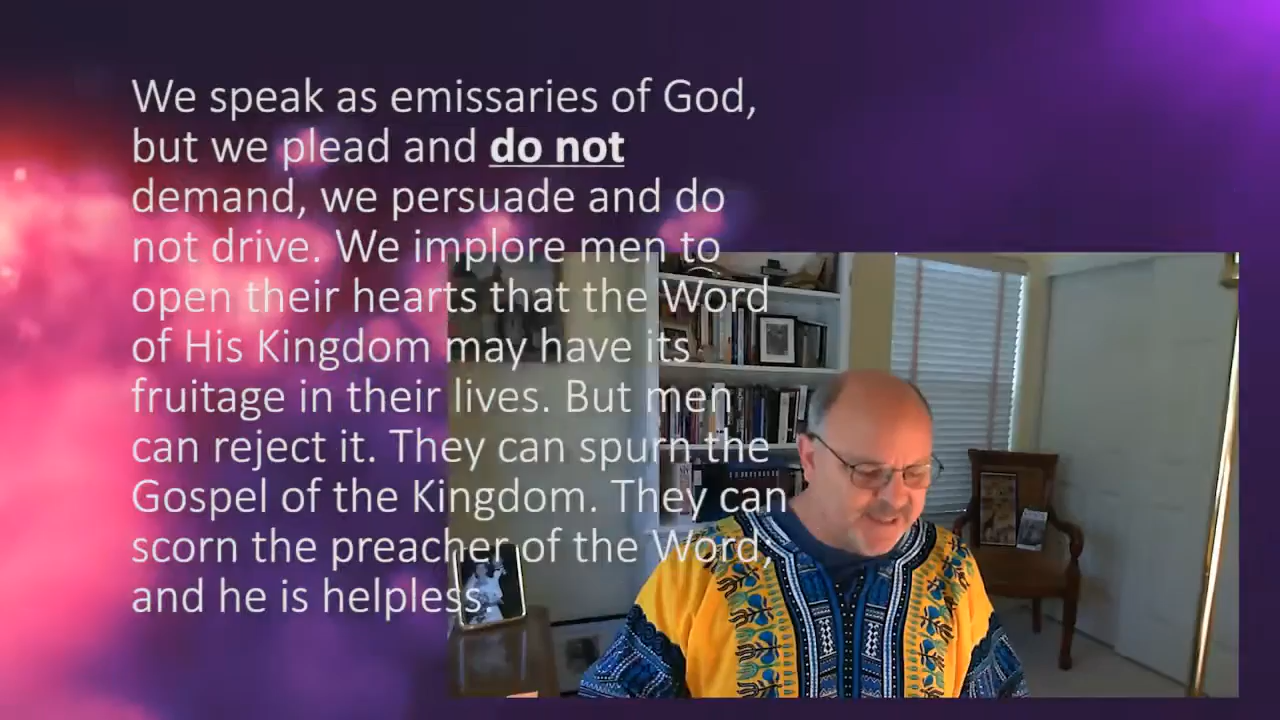 We speak as emissaries of God,
but we plead and do not
demand, we persuade and do
not drive. We implore men to
open their hearts that the Word
of His Kingdom may have its
fruitage in their lives. But men
can reject it. They can spurn the
Gospel of the Kingdom. They can
scorn the preacher of the Word,
and he is helpless.